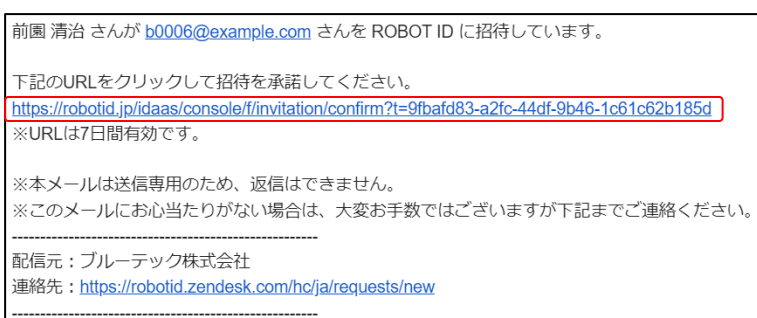 前園 清治 さんが b0006@example.com さんを ROBOT ID に招待しています。
下記のURLをクリックして招待を承諾してください。
https://robotid.jp/idaas/console/f/invitation/confirm?t=9fbafd83-a2fc-44df-9b46-1c61c62b185d
※URLは7日間有効です。
※本メールは送信専用のため、返信はできません。
※このメールにお心当たりがない場合は、大変お手数ではございますが下記までご連絡ください。
------------------------------------------------------
配信元：ブルーテック株式会社
連絡先：https://robotid.zendesk.com/hc/ja/requests/new
------------------------------------------------------